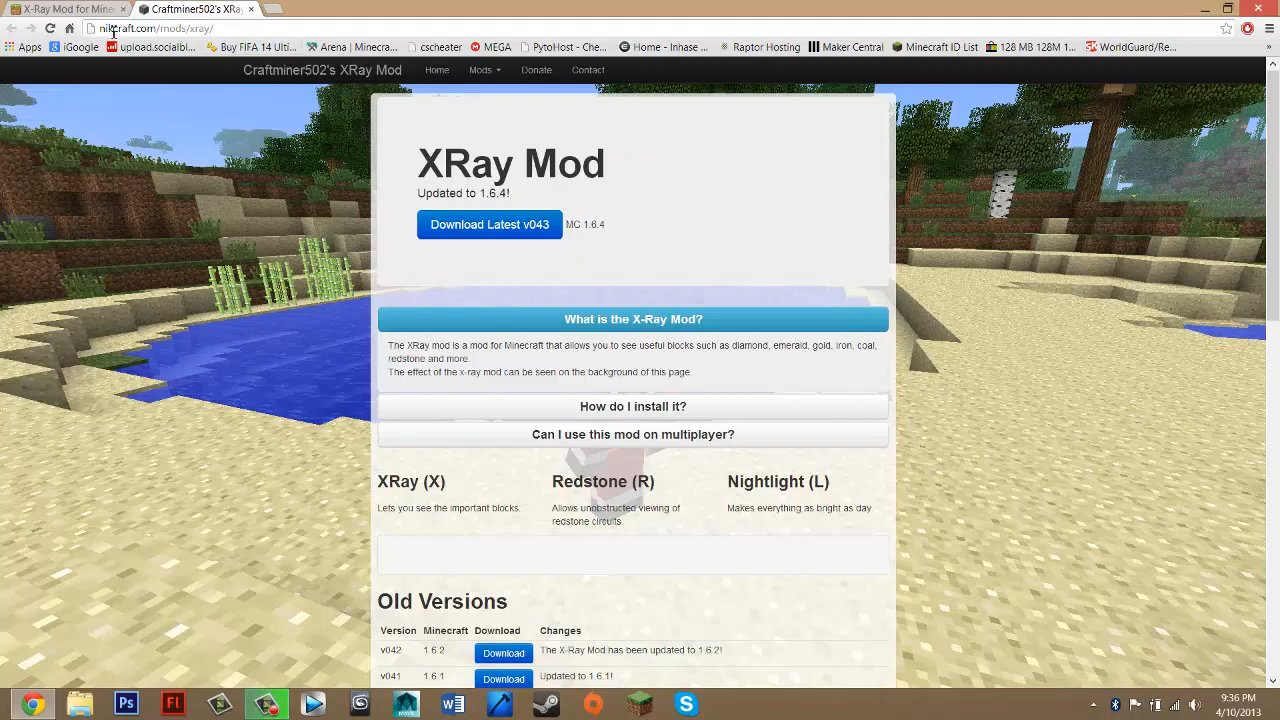 X-Ray Mod for Mine
Craftminer502's XRa
nikcraft.com/mods/xray/
Apps
iGoogle
upload.socialbl...
Buy FIFA 14 Ulti...
Arena | Minecra...
cscheater
MEGA
PytoHost - Che...
Home - Inhase...
Raptor Hosting
Maker Central
Minecraft ID List
128 MB 128M 1...
WorldGuard/Re...
Craftminer502's XRay Mod
Home
Mods
Donate
Contact
XRay Mod
Updated to 1.6.4!
Download Latest v043
MC 1.6.4
What is the X-Ray Mod?
The XRay mod is a mod for Minecraft that allows you to see useful blocks such as diamond, emerald, gold, iron, coal,
redstone and more.
The effect of the x-ray mod can be seen on the background of this page.
How do I install it?
Can I use this mod on multiplayer?
XRay (X)
Redstone (R)
Nightlight (L)
Lets you see the important blocks
Allows unobstructed viewing of
redstone circuits.
Makes everything as bright as day
Old Versions
Version Minecraft Download Changes
v042 1.6.2 Download The X-Ray Mod has been updated to 1.6.2!
v041 1.6.1 Download Updated to 1.6.1!
9:36 PM
4/10/2013